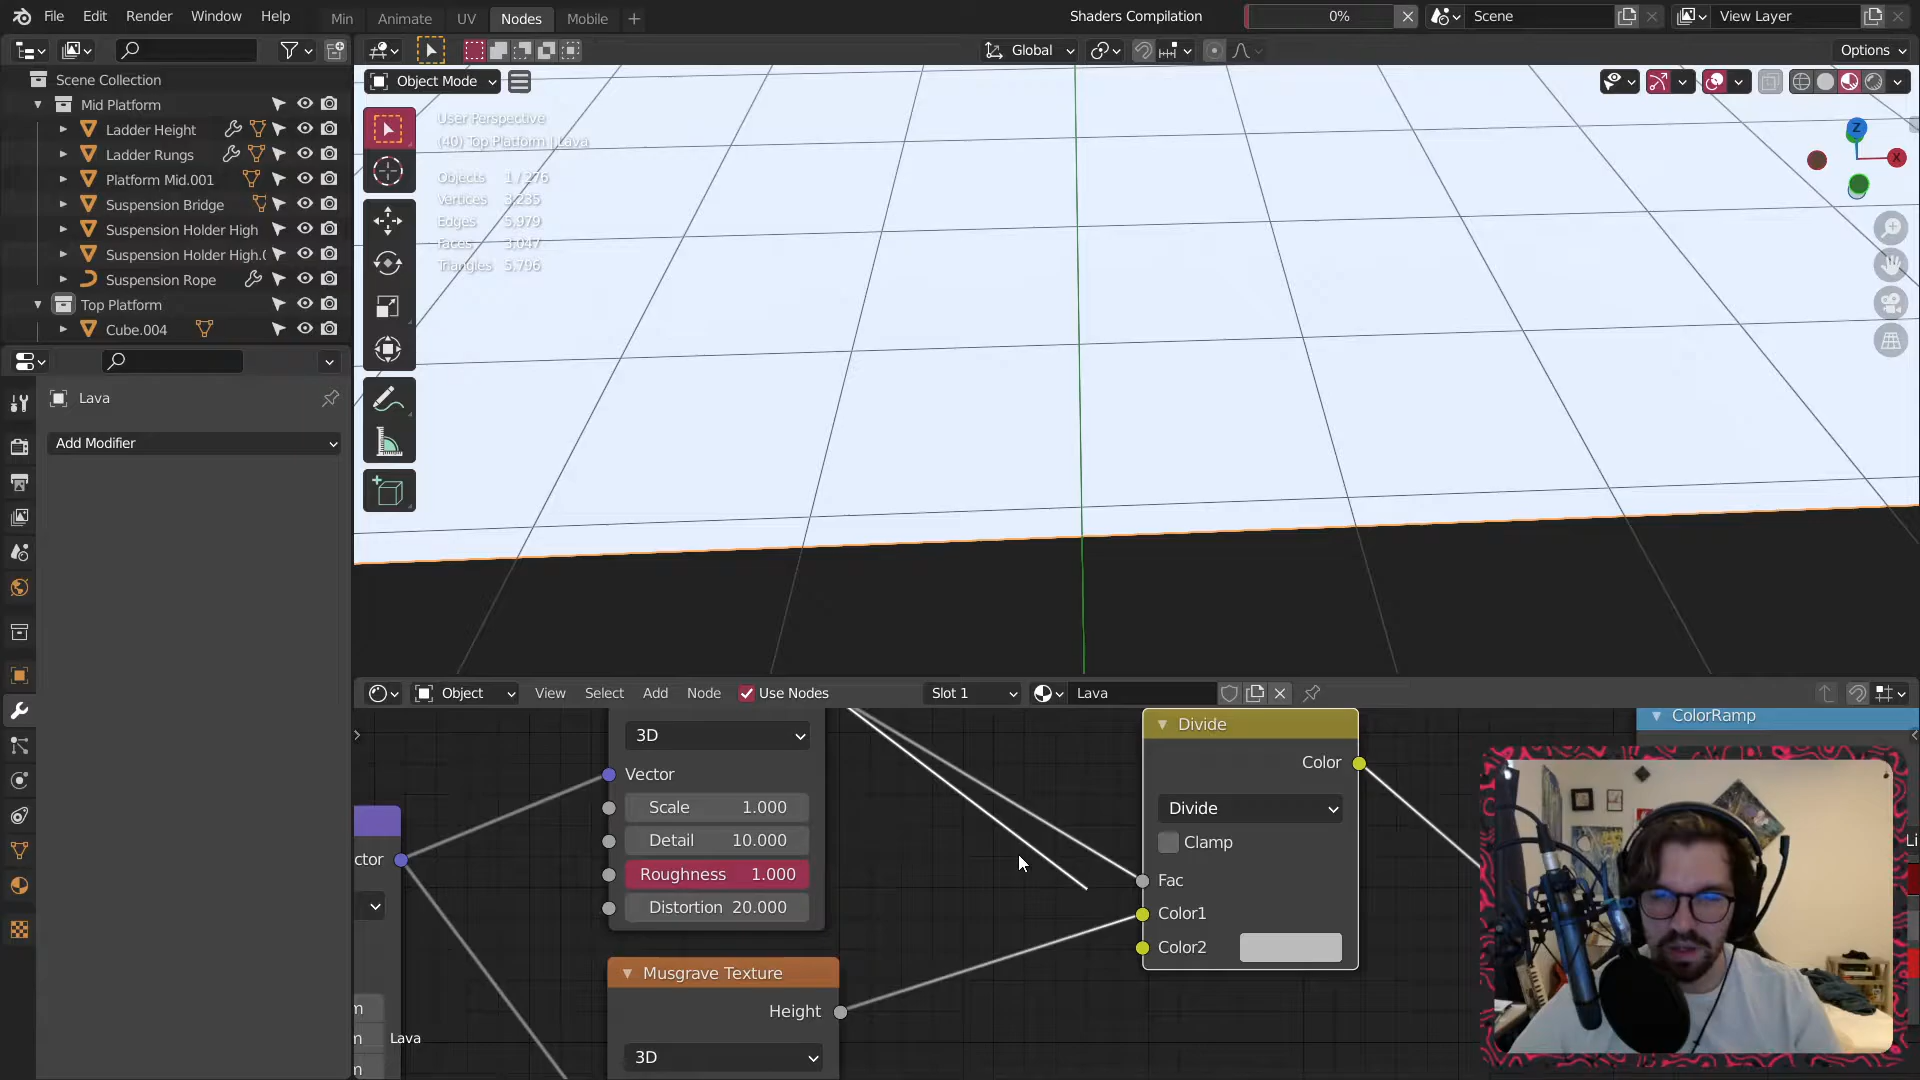 File Edit Render Window Help
Min Animate UV Nodes Mobile +
Shaders Compilation 0% Scene View Layer
Global Options
Scene Collection
Mid Platform
Ladder Height
Ladder Rungs
Platform Mid.001
Suspension Bridge
Suspension Holder High
Suspension Holder High.0
Suspension Rope
Top Platform
Cube.004
Lava
Add Modifier
Object Mode
User Perspective
(40) Top Platform | Lava
Objects 1 / 276
Vertices 3,235
Edges 5,979
Faces 3,047
Triangles 5,796
Z
X
Object View Select Add Node Use Nodes Slot 1 Lava
3D
Vector
Scale 1.000
Detail 10.000
Roughness 1.000
Distortion 20.000
Musgrave Texture
Height
3D
ctor
m
m
m
Lava
Divide
Color
Divide
Clamp
Fac
Color1
Color2
ColorRamp
Li